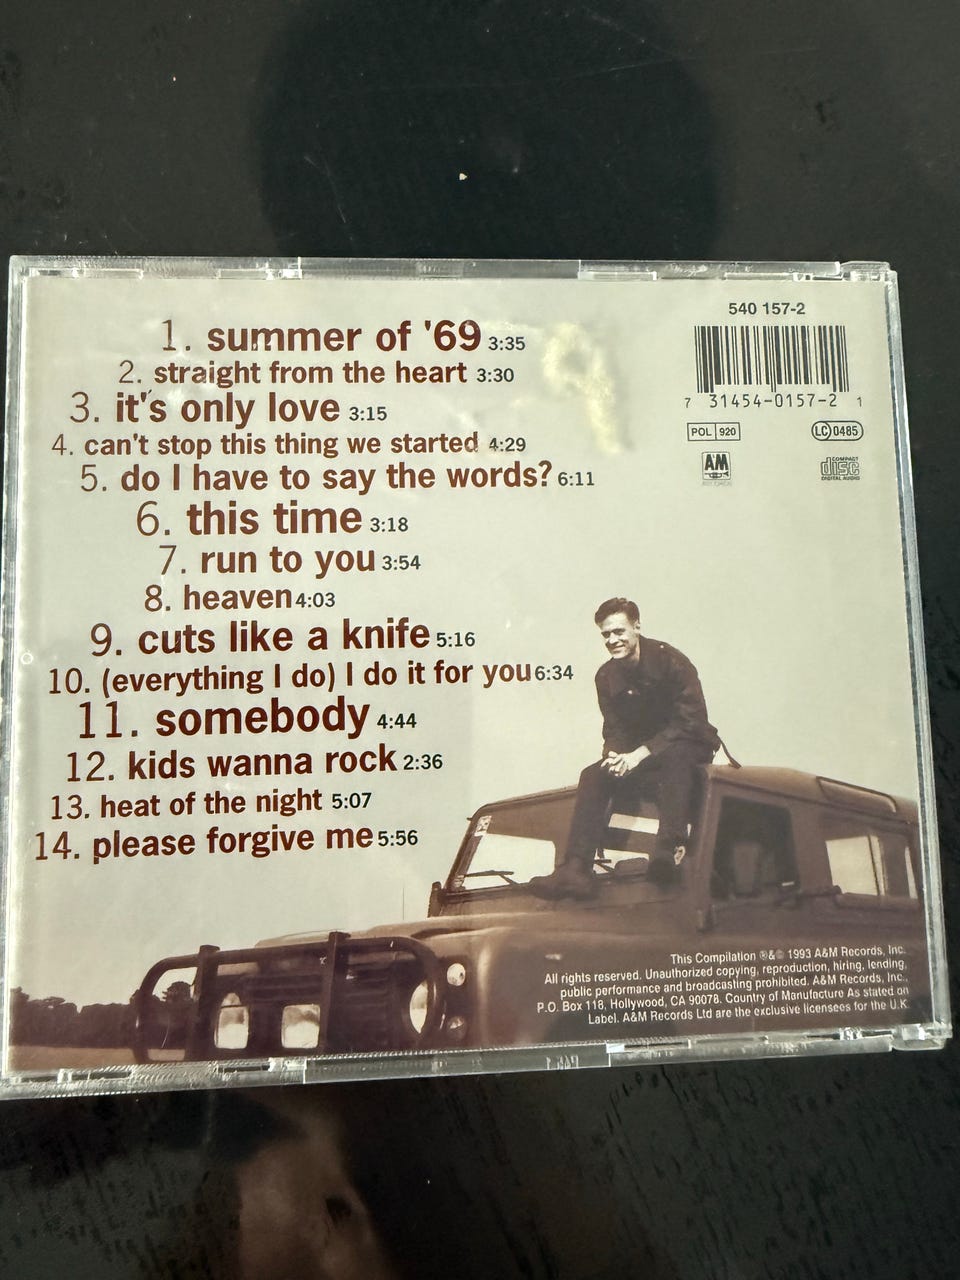 1. summer of '69 3:35
2. straight from the heart 3:30
3. it's only love 3:15
4. can't stop this thing we started 4:29
5. do I have to say the words? 6:11
6. this time 3:18
7. run to you 3:54
8. heaven 4:03
9. cuts like a knife 5:16
10. (everything I do) I do it for you 6:34
11. somebody 4:44
12. kids wanna rock 2:36
13. heat of the night 5:07
14. please forgive me 5:56
540 157-2
7 31454-0157-2 1
POL 920
LC 0485
A&M
RECORDS
COMPACT
disc
DIGITAL AUDIO
This Compilation ℗&© 1993 A&M Records, Inc.
All rights reserved. Unauthorized copying, reproduction, hiring, lending,
public performance and broadcasting prohibited. A&M Records, Inc.,
P.O. Box 118, Hollywood, CA 90078. Country of Manufacture As stated on
Label. A&M Records Ltd are the exclusive licensees for the U.K.